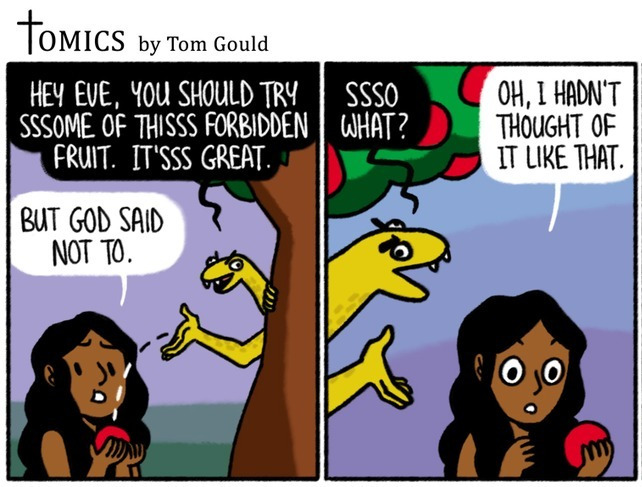 TOMICS by Tom Gould
HEY EVE, YOU SHOULD TRY
SSSOME OF THISSS FORBIDDEN
FRUIT. IT'SSS GREAT.
BUT GOD SAID
NOT TO.
SSSO
WHAT?
OH, I HADN'T
THOUGHT OF
IT LIKE THAT.